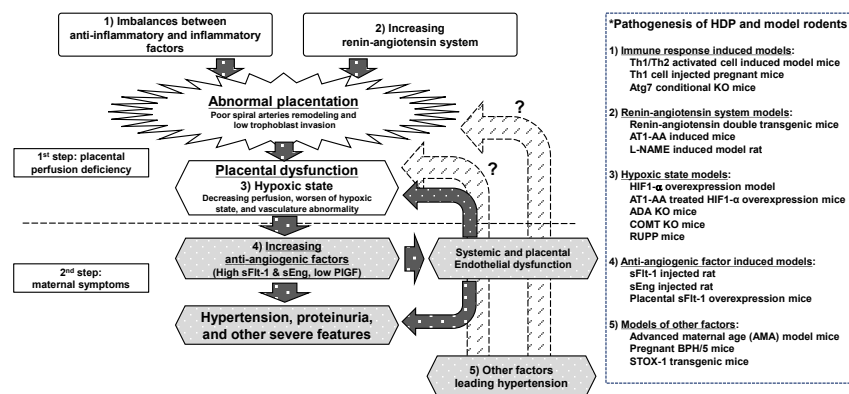 1) Imbalances between
anti-inflammatory and inflammatory
factors
2) Increasing
renin-angiotensin system
Abnormal placentation
Poor spiral arteries remodeling and
low trophoblast invasion
?
?
1st step: placental
perfusion deficiency
Placental dysfunction
3) Hypoxic state
Decreasing perfusion, worsen of hypoxic
state, and vasculature abnormality
4) Increasing
anti-angiogenic factors
(High sFlt-1 & sEng, low PlGF)
Systemic and placental
Endothelial dysfunction
2nd step:
maternal symptoms
Hypertension, proteinuria,
and other severe features
5) Other factors
leading hypertension
*Pathogenesis of HDP and model rodents
1) Immune response induced models:
Th1/Th2 activated cell induced model mice
Th1 cell injected pregnant mice
Atg7 conditional KO mice
2) Renin-angiotensin system models:
Renin-angiotensin double transgenic mice
AT1-AA induced mice
L-NAME induced model rat
3) Hypoxic state models:
HIF1-α overexpression model
AT1-AA treated HIF1-α overexpression mice
ADA KO mice
COMT KO mice
RUPP mice
4) Anti-angiogenic factor induced models:
sFlt-1 injected rat
sEng injected rat
Placental sFlt-1 overexpression mice
5) Models of other factors:
Advanced maternal age (AMA) model mice
Pregnant BPH/5 mice
STOX-1 transgenic mice